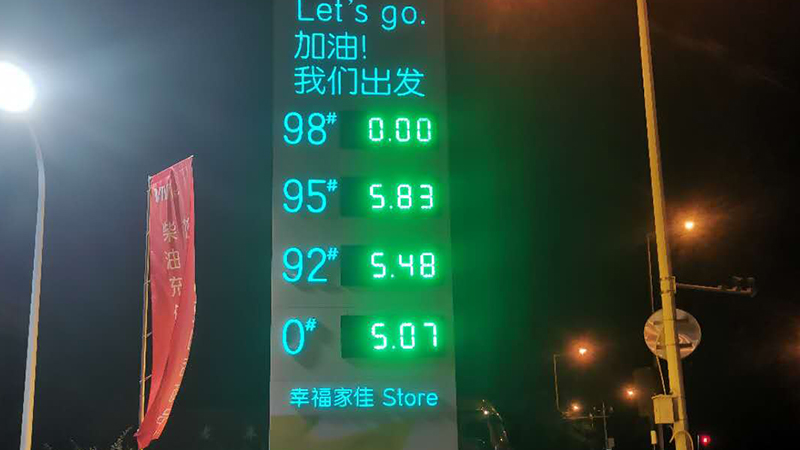 Let's go.
加油!
我们出发
98# 0.00
95# 5.83
92# 5.48
0# 5.07
幸福家佳 Store
柴油充